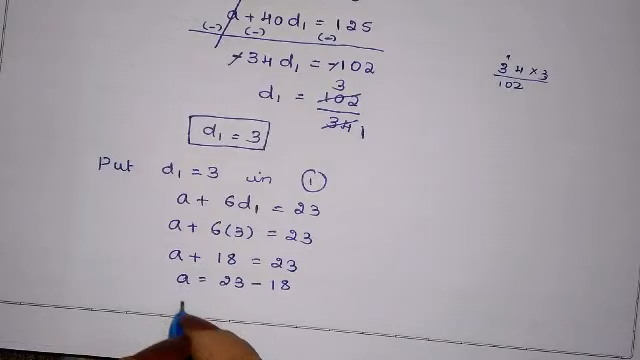 a + 40d₁ = 125
(-) (-) (-)
-34d₁ = -102
34 × 3
102
3
d₁ = 102
34 1
d₁ = 3
Put d₁ = 3 in ①
a + 6d₁ = 23
a + 6(3) = 23
a + 18 = 23
a = 23 - 18